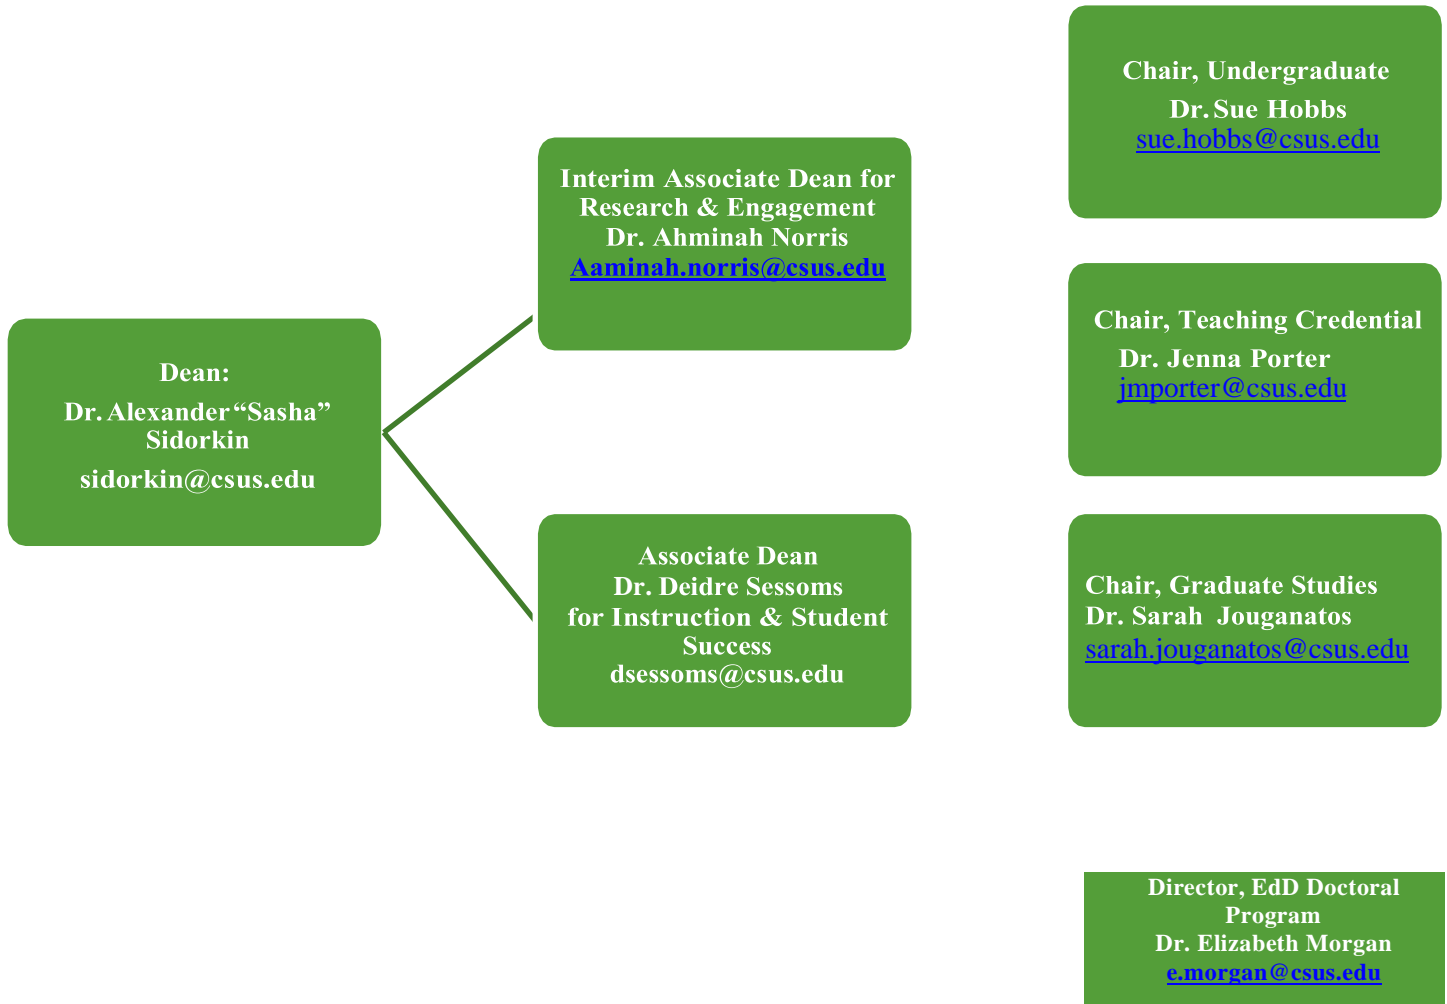 Dean:
Dr. Alexander “Sasha”
Sidorkin
sidorkin@csus.edu
Interim Associate Dean for
Research & Engagement
Dr. Ahminah Norris
Aaminah.norris@csus.edu
Associate Dean
Dr. Deidre Sessoms
for Instruction & Student
Success
dsessoms@csus.edu
Chair, Undergraduate
Dr. Sue Hobbs
sue.hobbs@csus.edu
Chair, Teaching Credential
Dr. Jenna Porter
jmporter@csus.edu
Chair, Graduate Studies
Dr. Sarah Jouganatos
sarah.jouganatos@csus.edu
Director, EdD Doctoral
Program
Dr. Elizabeth Morgan
e.morgan@csus.edu